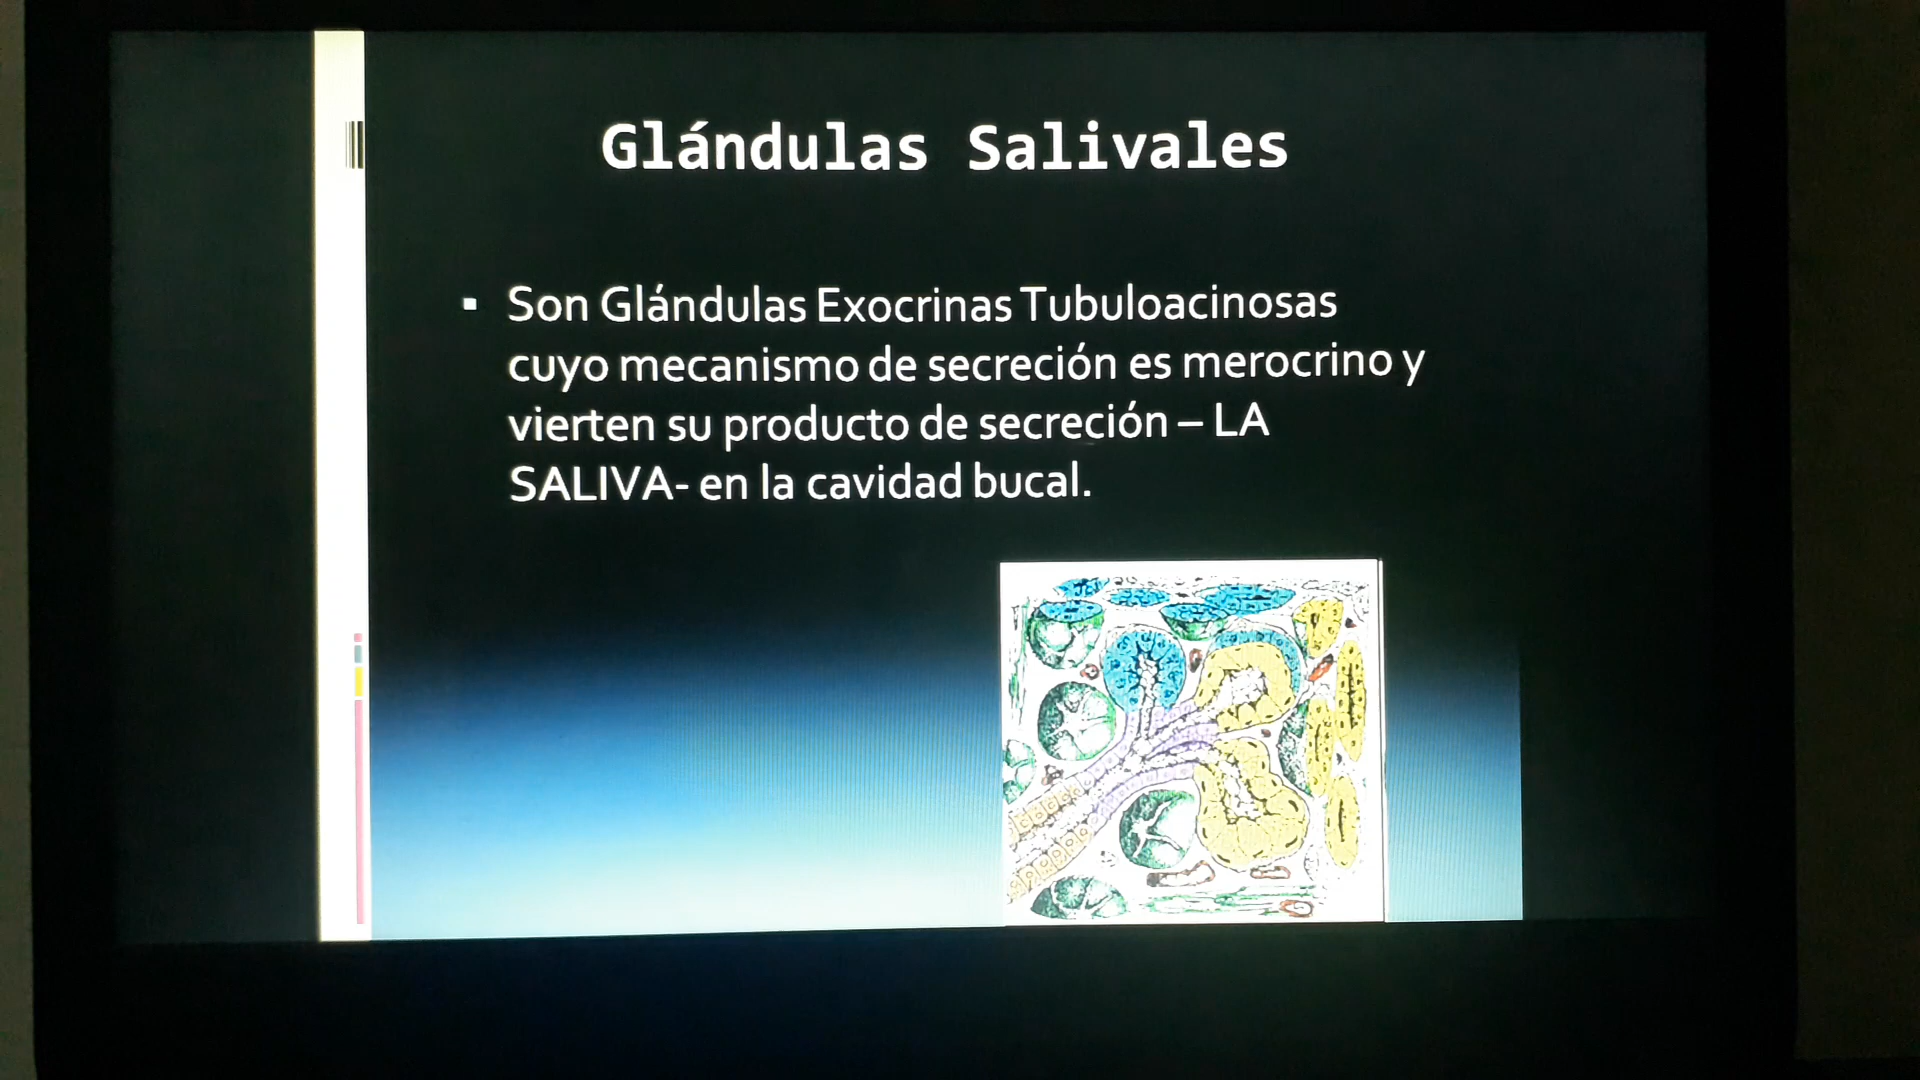 Glándulas Salivales
▪ Son Glándulas Exocrinas Tubuloacinosas
cuyo mecanismo de secreción es merocrino y
vierten su producto de secreción – LA
SALIVA- en la cavidad bucal.